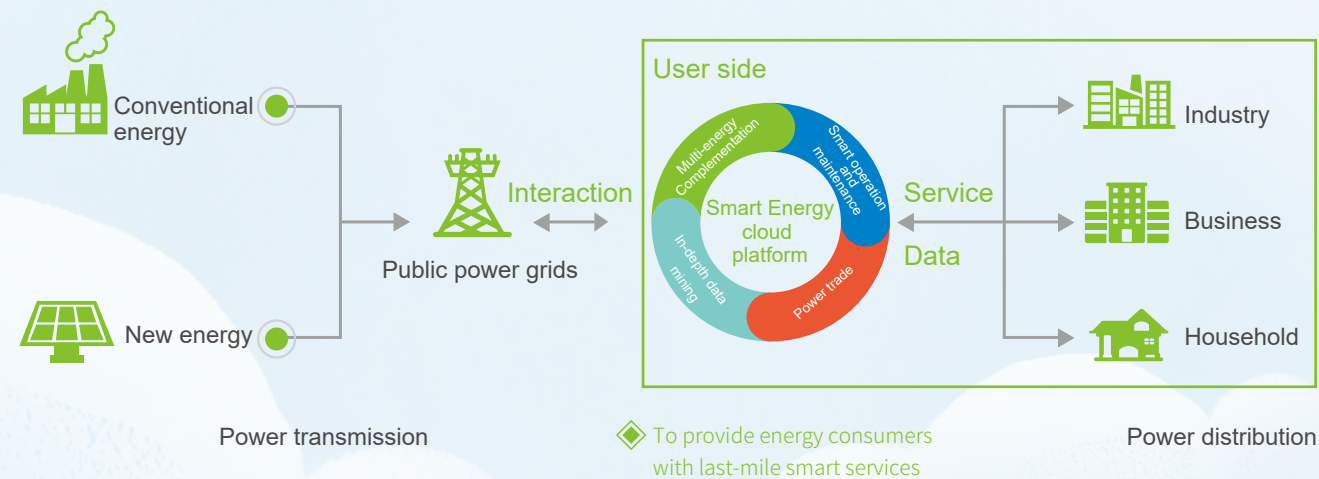 Conventional
energy
New energy
Public power grids
Interaction
User side
Multi-energy
Complementation
Smart operation
and
maintenance
In-depth data
mining
Power trade
Smart Energy
cloud
platform
Service
Data
Industry
Business
Household
Power transmission
To provide energy consumers
with last-mile smart services
Power distribution